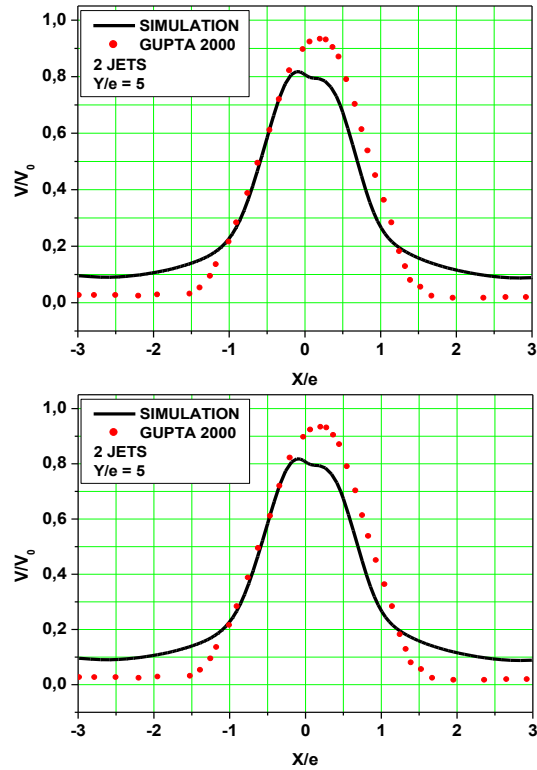 1,0
SIMULATION
GUPTA 2000
2 JETS
Y/e = 5
0,8
0,6
V/V0
0,4
0,2
0,0
-3 -2 -1 0 1 2 3
X/e
1,0
SIMULATION
GUPTA 2000
2 JETS
Y/e = 5
0,8
0,6
V/V0
0,4
0,2
0,0
-3 -2 -1 0 1 2 3
X/e